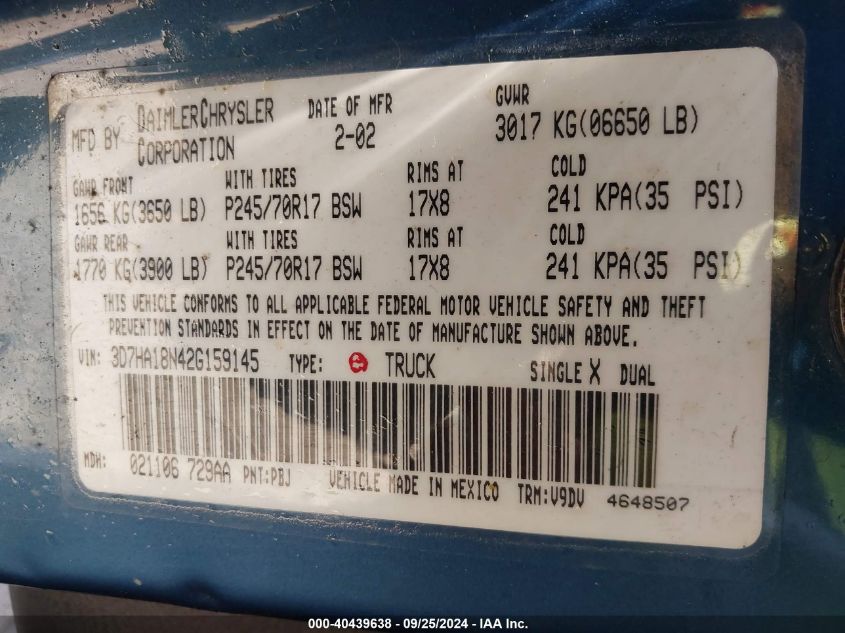 MFD BY DAIMLERCHRYSLER CORPORATION DATE OF MFR 2-02 GVWR 3017 KG(06650 LB)
GAWR FRONT WITH TIRES RIMS AT COLD
1656 KG(3650 LB) P245/70R17 BSW 17X8 241 KPA(35 PSI)
GAWR REAR WITH TIRES RIMS AT COLD
1770 KG(3900 LB) P245/70R17 BSW 17X8 241 KPA(35 PSI)
THIS VEHICLE CONFORMS TO ALL APPLICABLE FEDERAL MOTOR VEHICLE SAFETY AND THEFT
PREVENTION STANDARDS IN EFFECT ON THE DATE OF MANUFACTURE SHOWN ABOVE.
VIN: 3D7HA18N42G159145 TYPE: TRUCK SINGLE X DUAL
MDH: 021106 729AA PNT:PBJ VEHICLE MADE IN MEXICO TRM:V9DV 4648507
000-40439638 - 09/25/2024 - IAA Inc.